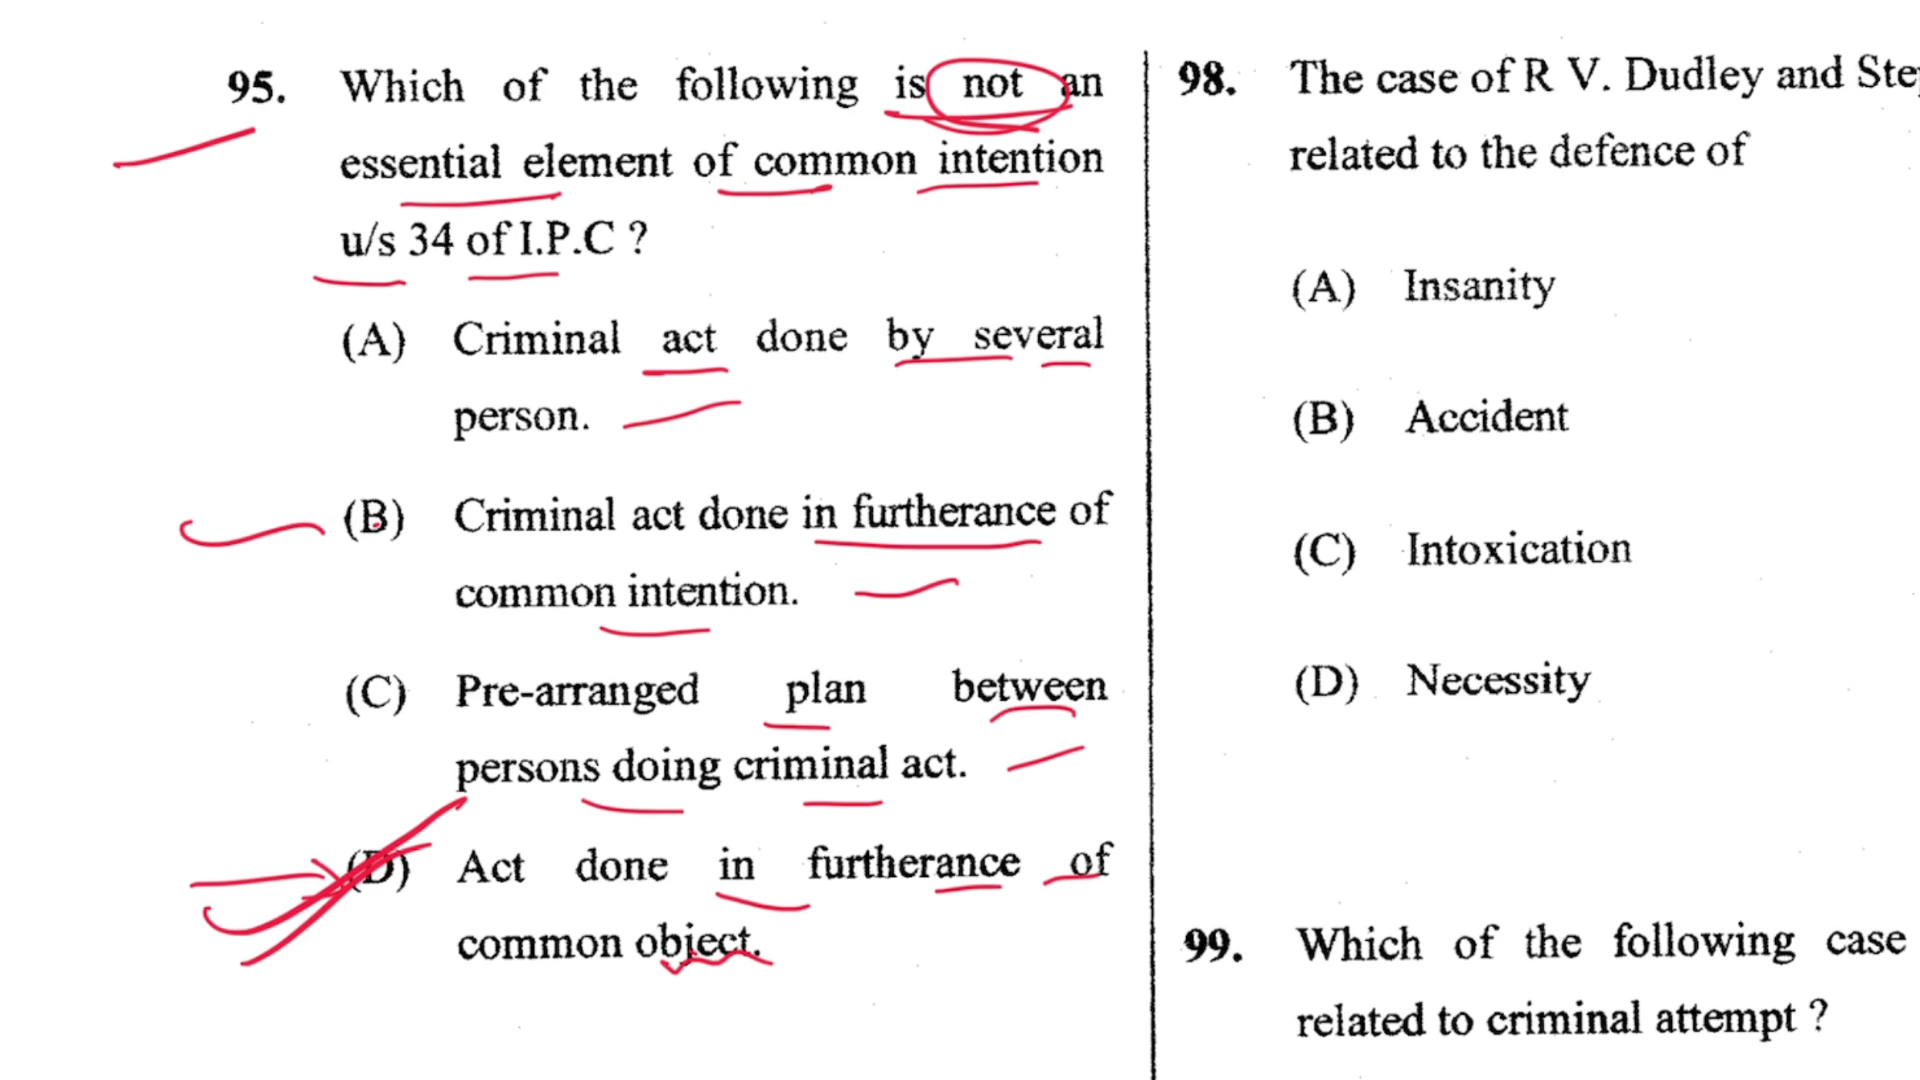 95. Which of the following is not an
essential element of common intention
u/s 34 of I.P.C ?
(A) Criminal act done by several
person.
(B) Criminal act done in furtherance of
common intention.
(C) Pre-arranged plan between
persons doing criminal act.
(D) Act done in furtherance of
common object.
98. The case of R V. Dudley and
related to the defence of
(A) Insanity
(B) Accident
(C) Intoxication
(D) Necessity
99. Which of the following case
related to criminal attempt ?